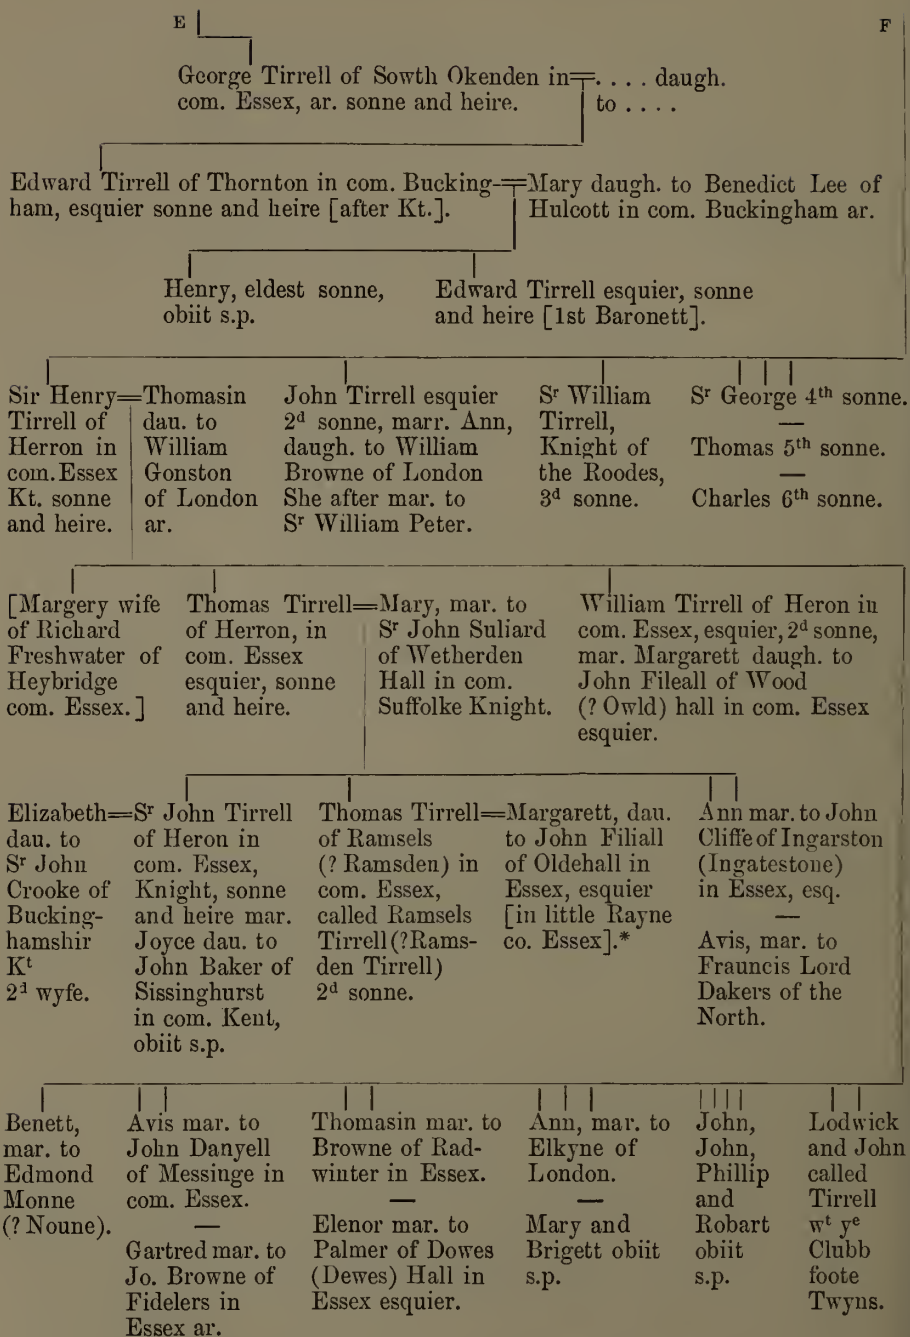 E
F
George Tirrell of Sowth Okenden in=. . . . daugh.
com. Essex, ar. sonne and heire.
to . . . .
Edward Tirrell of Thornton in com. Bucking-
ham, esquier sonne and heire [after Kt.].
=Mary daugh. to Benedict Lee of
Hulcott in com. Buckingham ar.
Henry, eldest sonne,
obiit s.p.
Edward Tirrell esquier, sonne
and heire [1st Baronett].
Sir Henry=
Tirrell of
Herron in
com. Essex
Kt. sonne
and heire.
Thomasin
dau. to
William
Gonston
of London
ar.
John Tirrell esquier
2d sonne, marr. Ann,
daugh. to William
Browne of London
She after mar. to
Sr William Peter.
Sr William
Tirrell,
Knight of
the Roodes,
3d sonne.
Sr George 4th sonne.
—
Thomas 5th sonne.
—
Charles 6th sonne.
[Margery wife
of Richard
Freshwater of
Heybridge
com. Essex.]
Thomas Tirrell=
of Herron, in
com. Essex
esquier, sonne
and heire.
Mary, mar. to
Sr John Suliard
of Wetherden
Hall in com.
Suffolke Knight.
William Tirrell of Heron in
com. Essex, esquier, 2d sonne,
mar. Margarett daugh. to
John Fileall of Wood
(? Owld) hall in com. Essex
esquier.
Elizabeth=
dau. to
Sr John
Crooke of
Bucking-
hamshir
Kt
2d wyfe.
Sr John Tirrell
of Heron in
com. Essex,
Knight, sonne
and heire mar.
Joyce dau. to
John Baker of
Sissinghurst
in com. Kent,
obiit s.p.
Thomas Tirrell=
of Ramsels
(? Ramsden) in
com. Essex,
called Ramsels
Tirrell (? Rams-
den Tirrell)
2d sonne.
Margarett, dau.
to John Filiall
of Oldehall in
Essex, esquier
[in little Rayne
co. Essex].*
Ann mar. to John
Cliffe of Ingarston
(Ingatestone)
in Essex, esq.
—
Avis, mar. to
Frauncis Lord
Dakers of the
North.
Benett,
mar. to
Edmond
Monne
(? Noune).
Avis mar. to
John Danyell
of Messinge in
com. Essex.
—
Gartred mar. to
Jo. Browne of
Fidelers in
Essex ar.
Thomasin mar. to
Browne of Rad-
winter in Essex.
—
Elenor mar. to
Palmer of Dowes
(Dewes) Hall in
Essex esquier.
Ann, mar. to
Elkyne of
London.
—
Mary and
Brigett obiit
s.p.
John,
John,
Phillip
and
Robart
obiit
s.p.
Lodwick
and John
called
Tirrell
wt ye
Clubb
foote
Twyns.